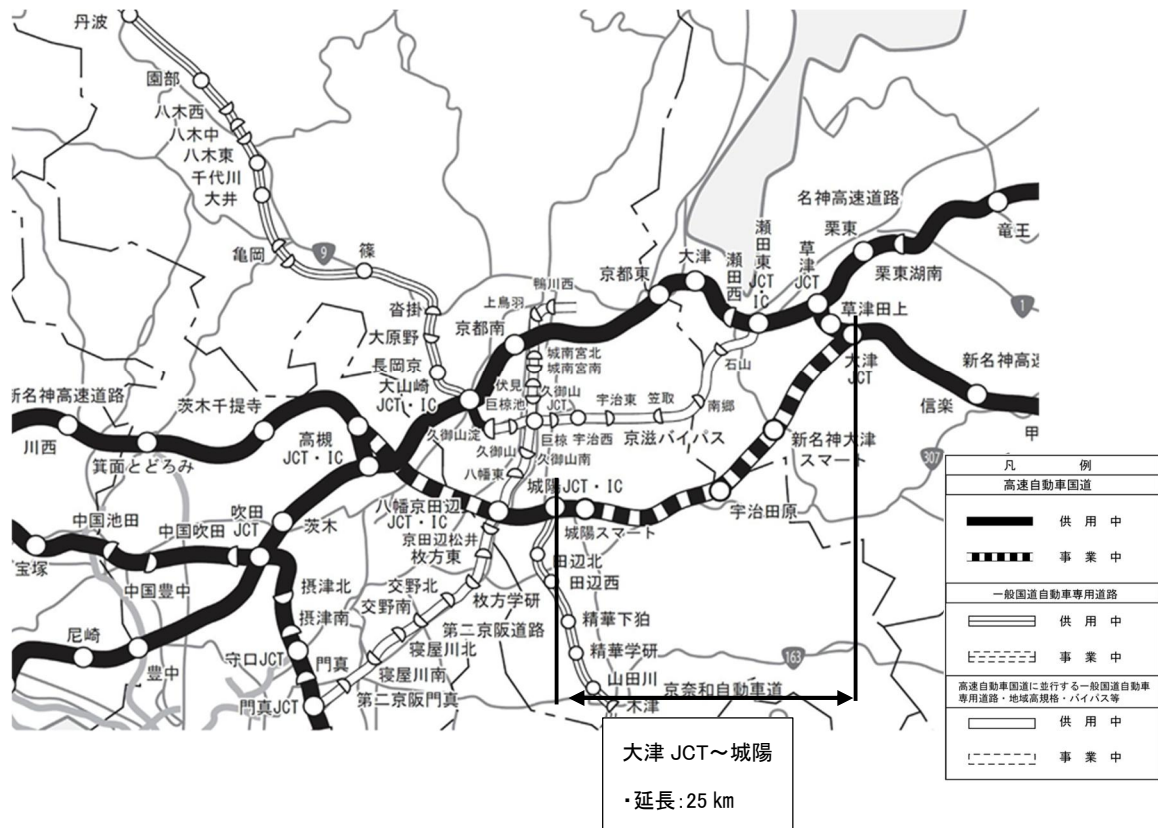 丹波
園部
八木西
八木中
八木東
千代川
大井
亀岡
9
篠
沓掛
大原野
長岡京
大山崎
JCT・IC
京都南
上鳥羽
鴨川西
城南宮北
城南宮南
伏見
巨椋池
久御山
JCT
久御山淀
久御山
八幡東
巨椋
久御山南
宇治西
宇治東
笠取
南郷
石山
京滋バイパス
京都東
大津
瀬田西
瀬田東
JCT・IC
草津
JCT
名神高速道路
栗東
栗東湖南
竜王
1
草津田上
大津
JCT
新名神高速
信楽
甲
307
新名神大津
スマート
宇治田原
城陽JCT・IC
城陽スマート
新名神高速道路
川西
箕面とどろみ
茨木千提寺
高槻
JCT・IC
八幡京田辺
JCT・IC
京田辺松井
枚方東
枚方学研
交野北
交野南
第二京阪道路
寝屋川北
寝屋川南
第二京阪門真
門真JCT
門真
守口JCT
摂津南
摂津北
茨木
吹田
JCT
中国吹田
中国池田
中国豊中
宝塚
尼崎
豊中
田辺北
田辺西
精華下狛
精華学研
山田川
木津
京奈和自動車道
163
大津 JCT～城陽
・延長：25 km
凡 例
高速自動車国道
供 用 中
事 業 中
一般国道自動車専用道路
供 用 中
事 業 中
高速自動車国道に並行する一般国道自動車
専用道路・地域高規格・バイパス等
供 用 中
事 業 中